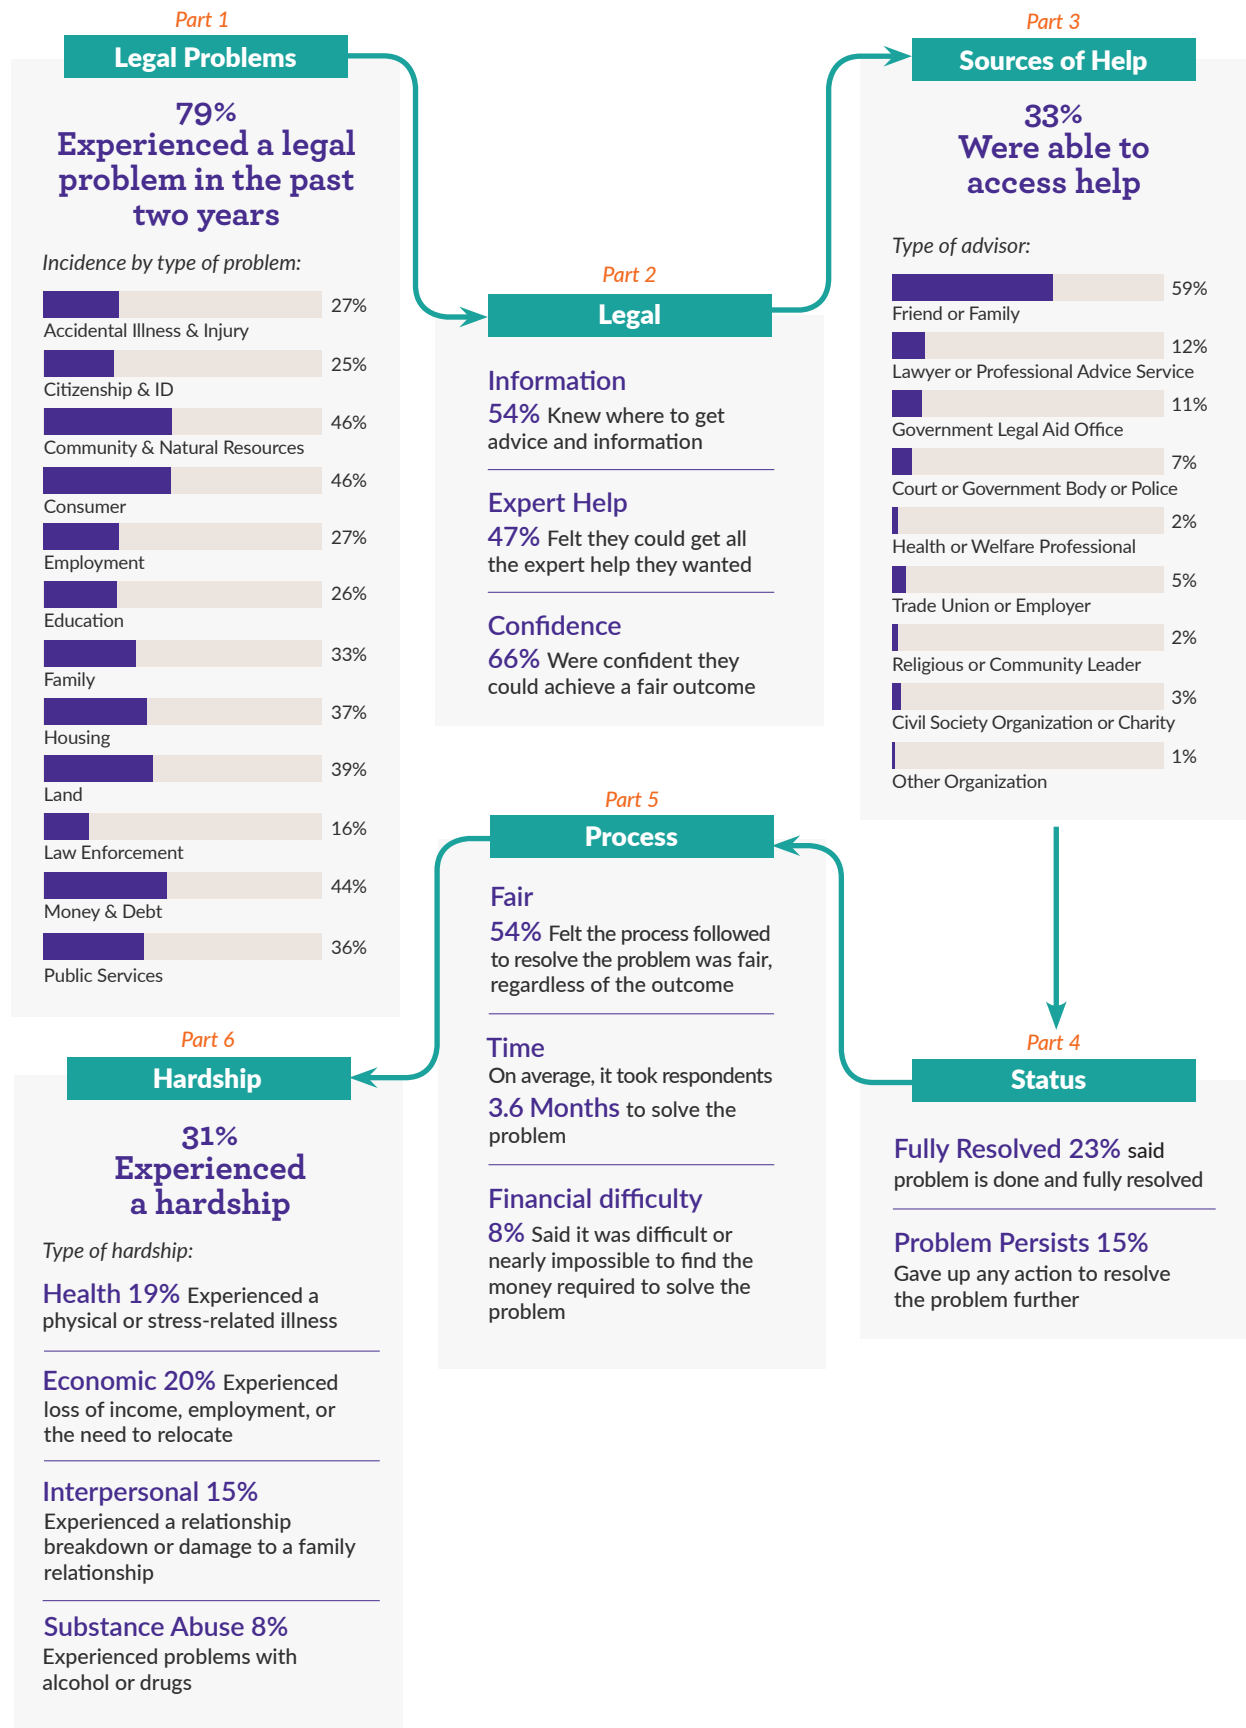 Part 1
Legal Problems
79%
Experienced a legal
problem in the past
two years
Incidence by type of problem:
27%
Accidental Illness & Injury
25%
Citizenship & ID
46%
Community & Natural Resources
46%
Consumer
27%
Employment
26%
Education
33%
Family
37%
Housing
39%
Land
16%
Law Enforcement
44%
Money & Debt
36%
Public Services
Part 2
Legal
Information
54% Knew where to get
advice and information
Expert Help
47% Felt they could get all
the expert help they wanted
Confidence
66% Were confident they
could achieve a fair outcome
Part 3
Sources of Help
33%
Were able to
access help
Type of advisor:
59%
Friend or Family
12%
Lawyer or Professional Advice Service
11%
Government Legal Aid Office
7%
Court or Government Body or Police
2%
Health or Welfare Professional
5%
Trade Union or Employer
2%
Religious or Community Leader
3%
Civil Society Organization or Charity
1%
Other Organization
Part 4
Status
Fully Resolved 23% said
problem is done and fully resolved
Problem Persists 15%
Gave up any action to resolve
the problem further
Part 5
Process
Fair
54% Felt the process followed
to resolve the problem was fair,
regardless of the outcome
Time
On average, it took respondents
3.6 Months to solve the
problem
Financial difficulty
8% Said it was difficult or
nearly impossible to find the
money required to solve the
problem
Part 6
Hardship
31%
Experienced
a hardship
Type of hardship:
Health 19% Experienced a
physical or stress-related illness
Economic 20% Experienced
loss of income, employment, or
the need to relocate
Interpersonal 15%
Experienced a relationship
breakdown or damage to a family
relationship
Substance Abuse 8%
Experienced problems with
alcohol or drugs